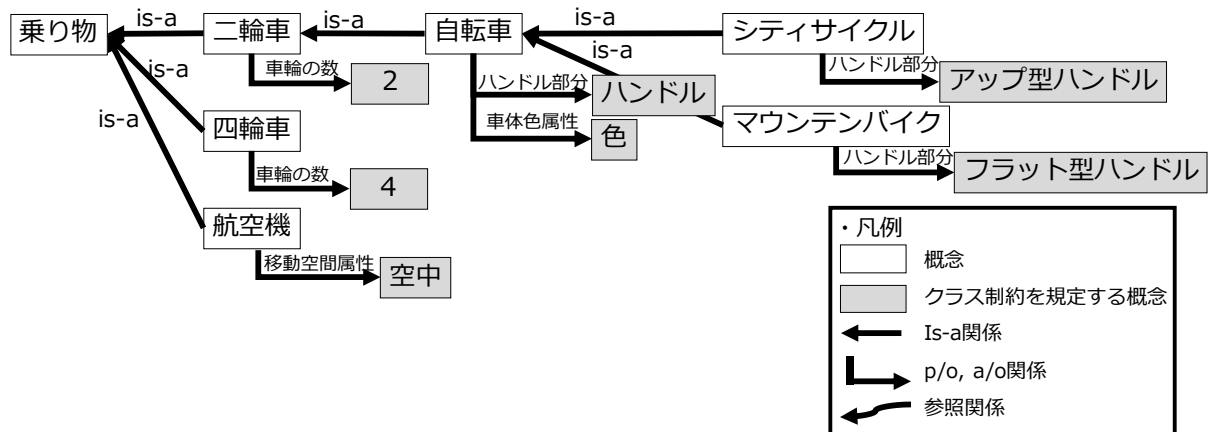 乗り物
is-a
二輪車
is-a
自転車
is-a
シティサイクル
is-a
is-a
is-a
車輪の数
2
ハンドル部分
ハンドル
ハンドル部分
アップ型ハンドル
四輪車
車体色属性
色
マウンテンバイク
車輪の数
4
ハンドル部分
フラット型ハンドル
航空機
移動空間属性
空中
・凡例
概念
クラス制約を規定する概念
Is-a関係
p/o, a/o関係
参照関係